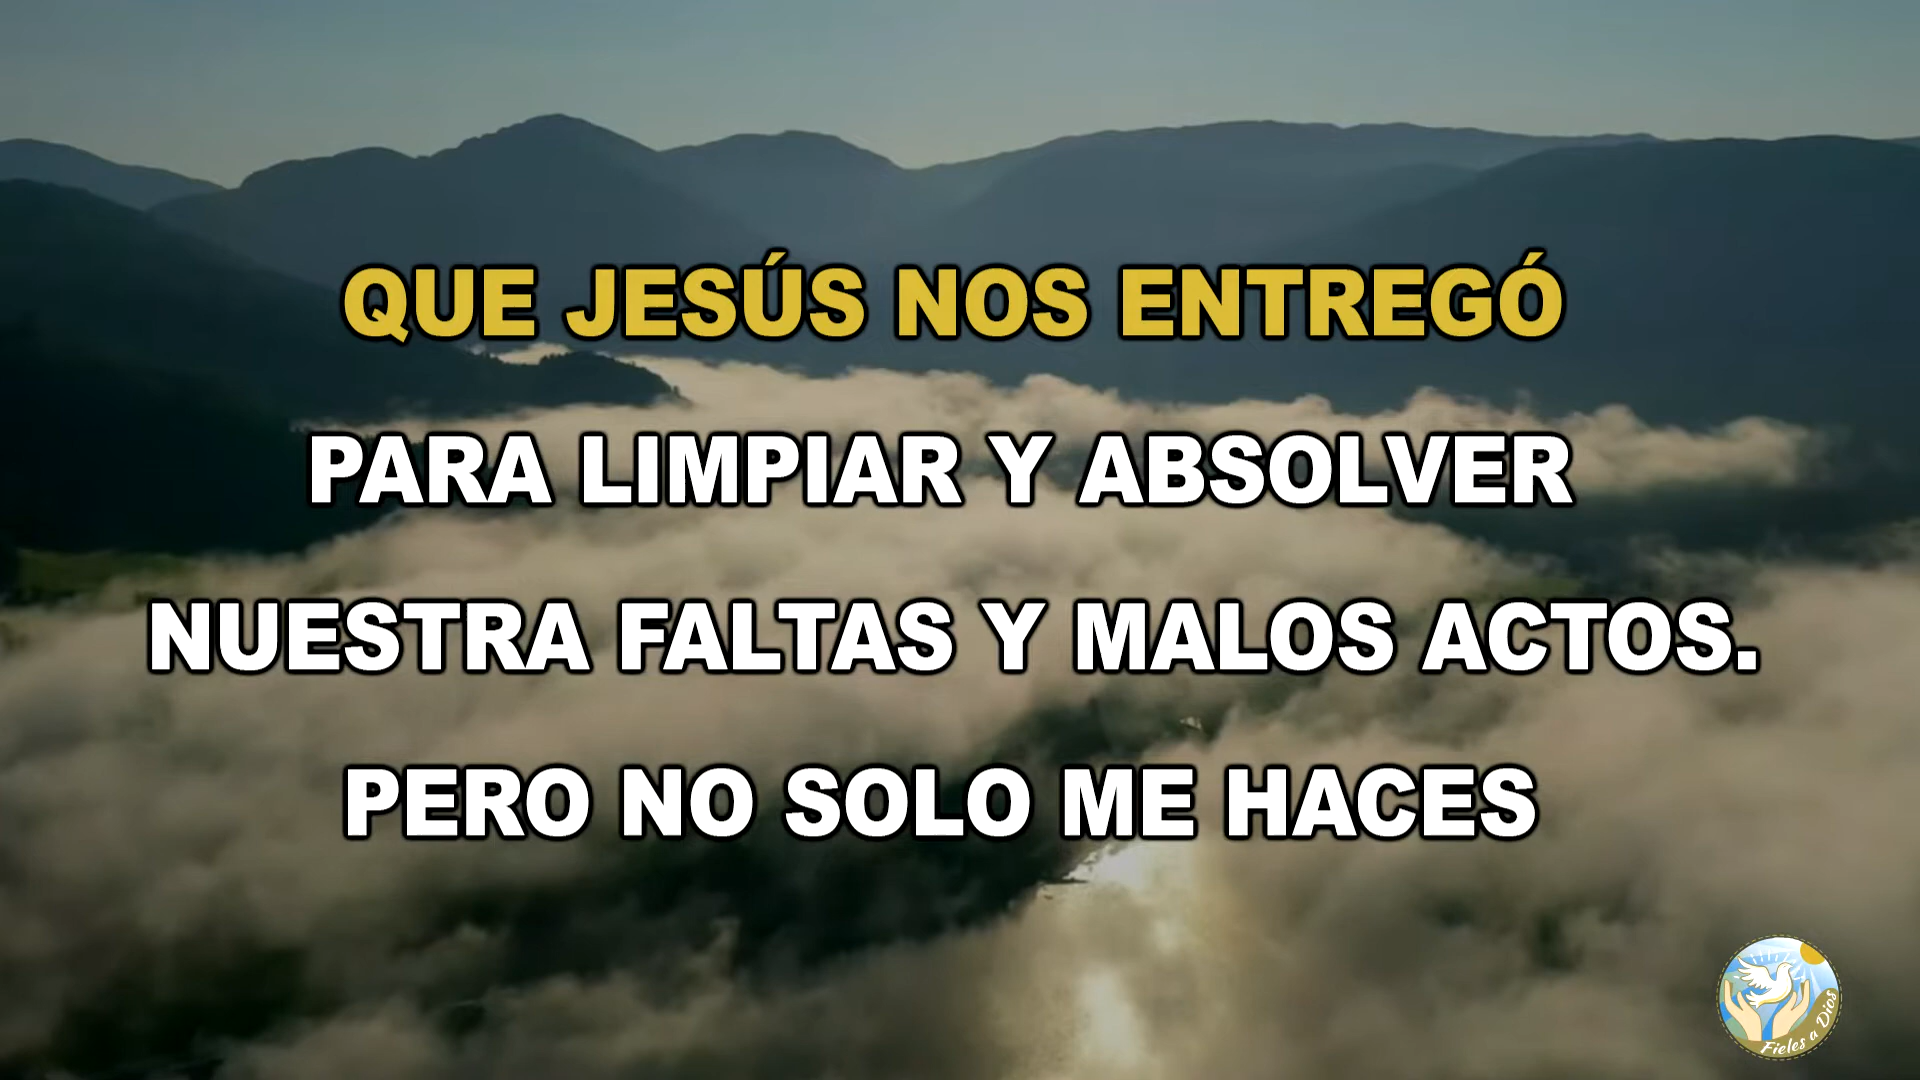 QUE JESÚS NOS ENTREGÓ
PARA LIMPIAR Y ABSOLVER
NUESTRA FALTAS Y MALOS ACTOS.
PERO NO SOLO ME HACES
Fieles a Dios